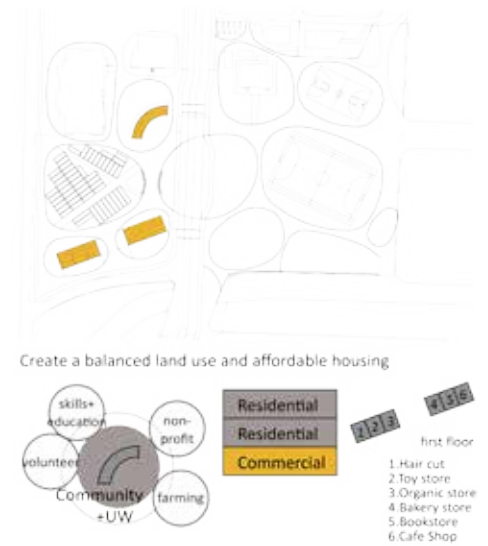 Create a balanced land use and affordable housing
skills+
education
non-
profit
volunteer
farming
Community
+UW
Residential
Residential
Commercial
1 2 3
4 5 6
first floor
1.Hair cut
2.Toy store
3.Organic store
4.Bakery store
5.Bookstore
6.Cafe Shop